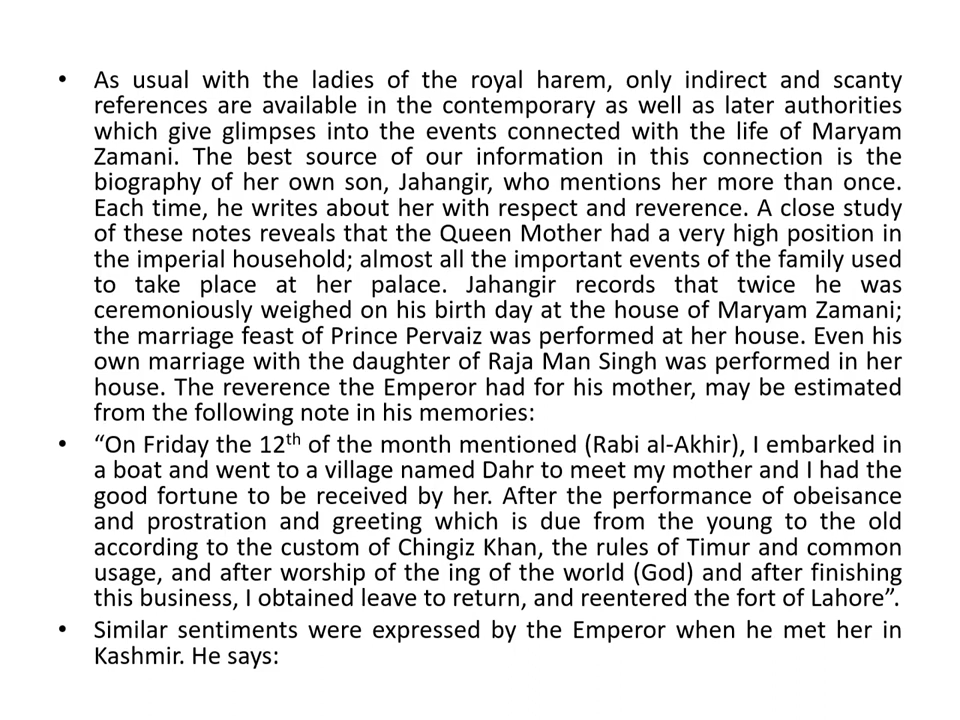 • As usual with the ladies of the royal harem, only indirect and scanty
references are available in the contemporary as well as later authorities
which give glimpses into the events connected with the life of Maryam
Zamani. The best source of our information in this connection is the
biography of her own son, Jahangir, who mentions her more than once.
Each time, he writes about her with respect and reverence. A close study
of these notes reveals that the Queen Mother had a very high position in
the imperial household; almost all the important events of the family used
to take place at her palace. Jahangir records that twice he was
ceremoniously weighed on his birth day at the house of Maryam Zamani;
the marriage feast of Prince Pervaiz was performed at her house. Even his
own marriage with the daughter of Raja Man Singh was performed in her
house. The reverence the Emperor had for his mother, may be estimated
from the following note in his memories:
• “On Friday the 12th of the month mentioned (Rabi al-Akhir), I embarked in
a boat and went to a village named Dahr to meet my mother and I had the
good fortune to be received by her. After the performance of obeisance
and prostration and greeting which is due from the young to the old
according to the custom of Chingiz Khan, the rules of Timur and common
usage, and after worship of the ing of the world (God) and after finishing
this business, I obtained leave to return, and reentered the fort of Lahore”.
• Similar sentiments were expressed by the Emperor when he met her in
Kashmir. He says: